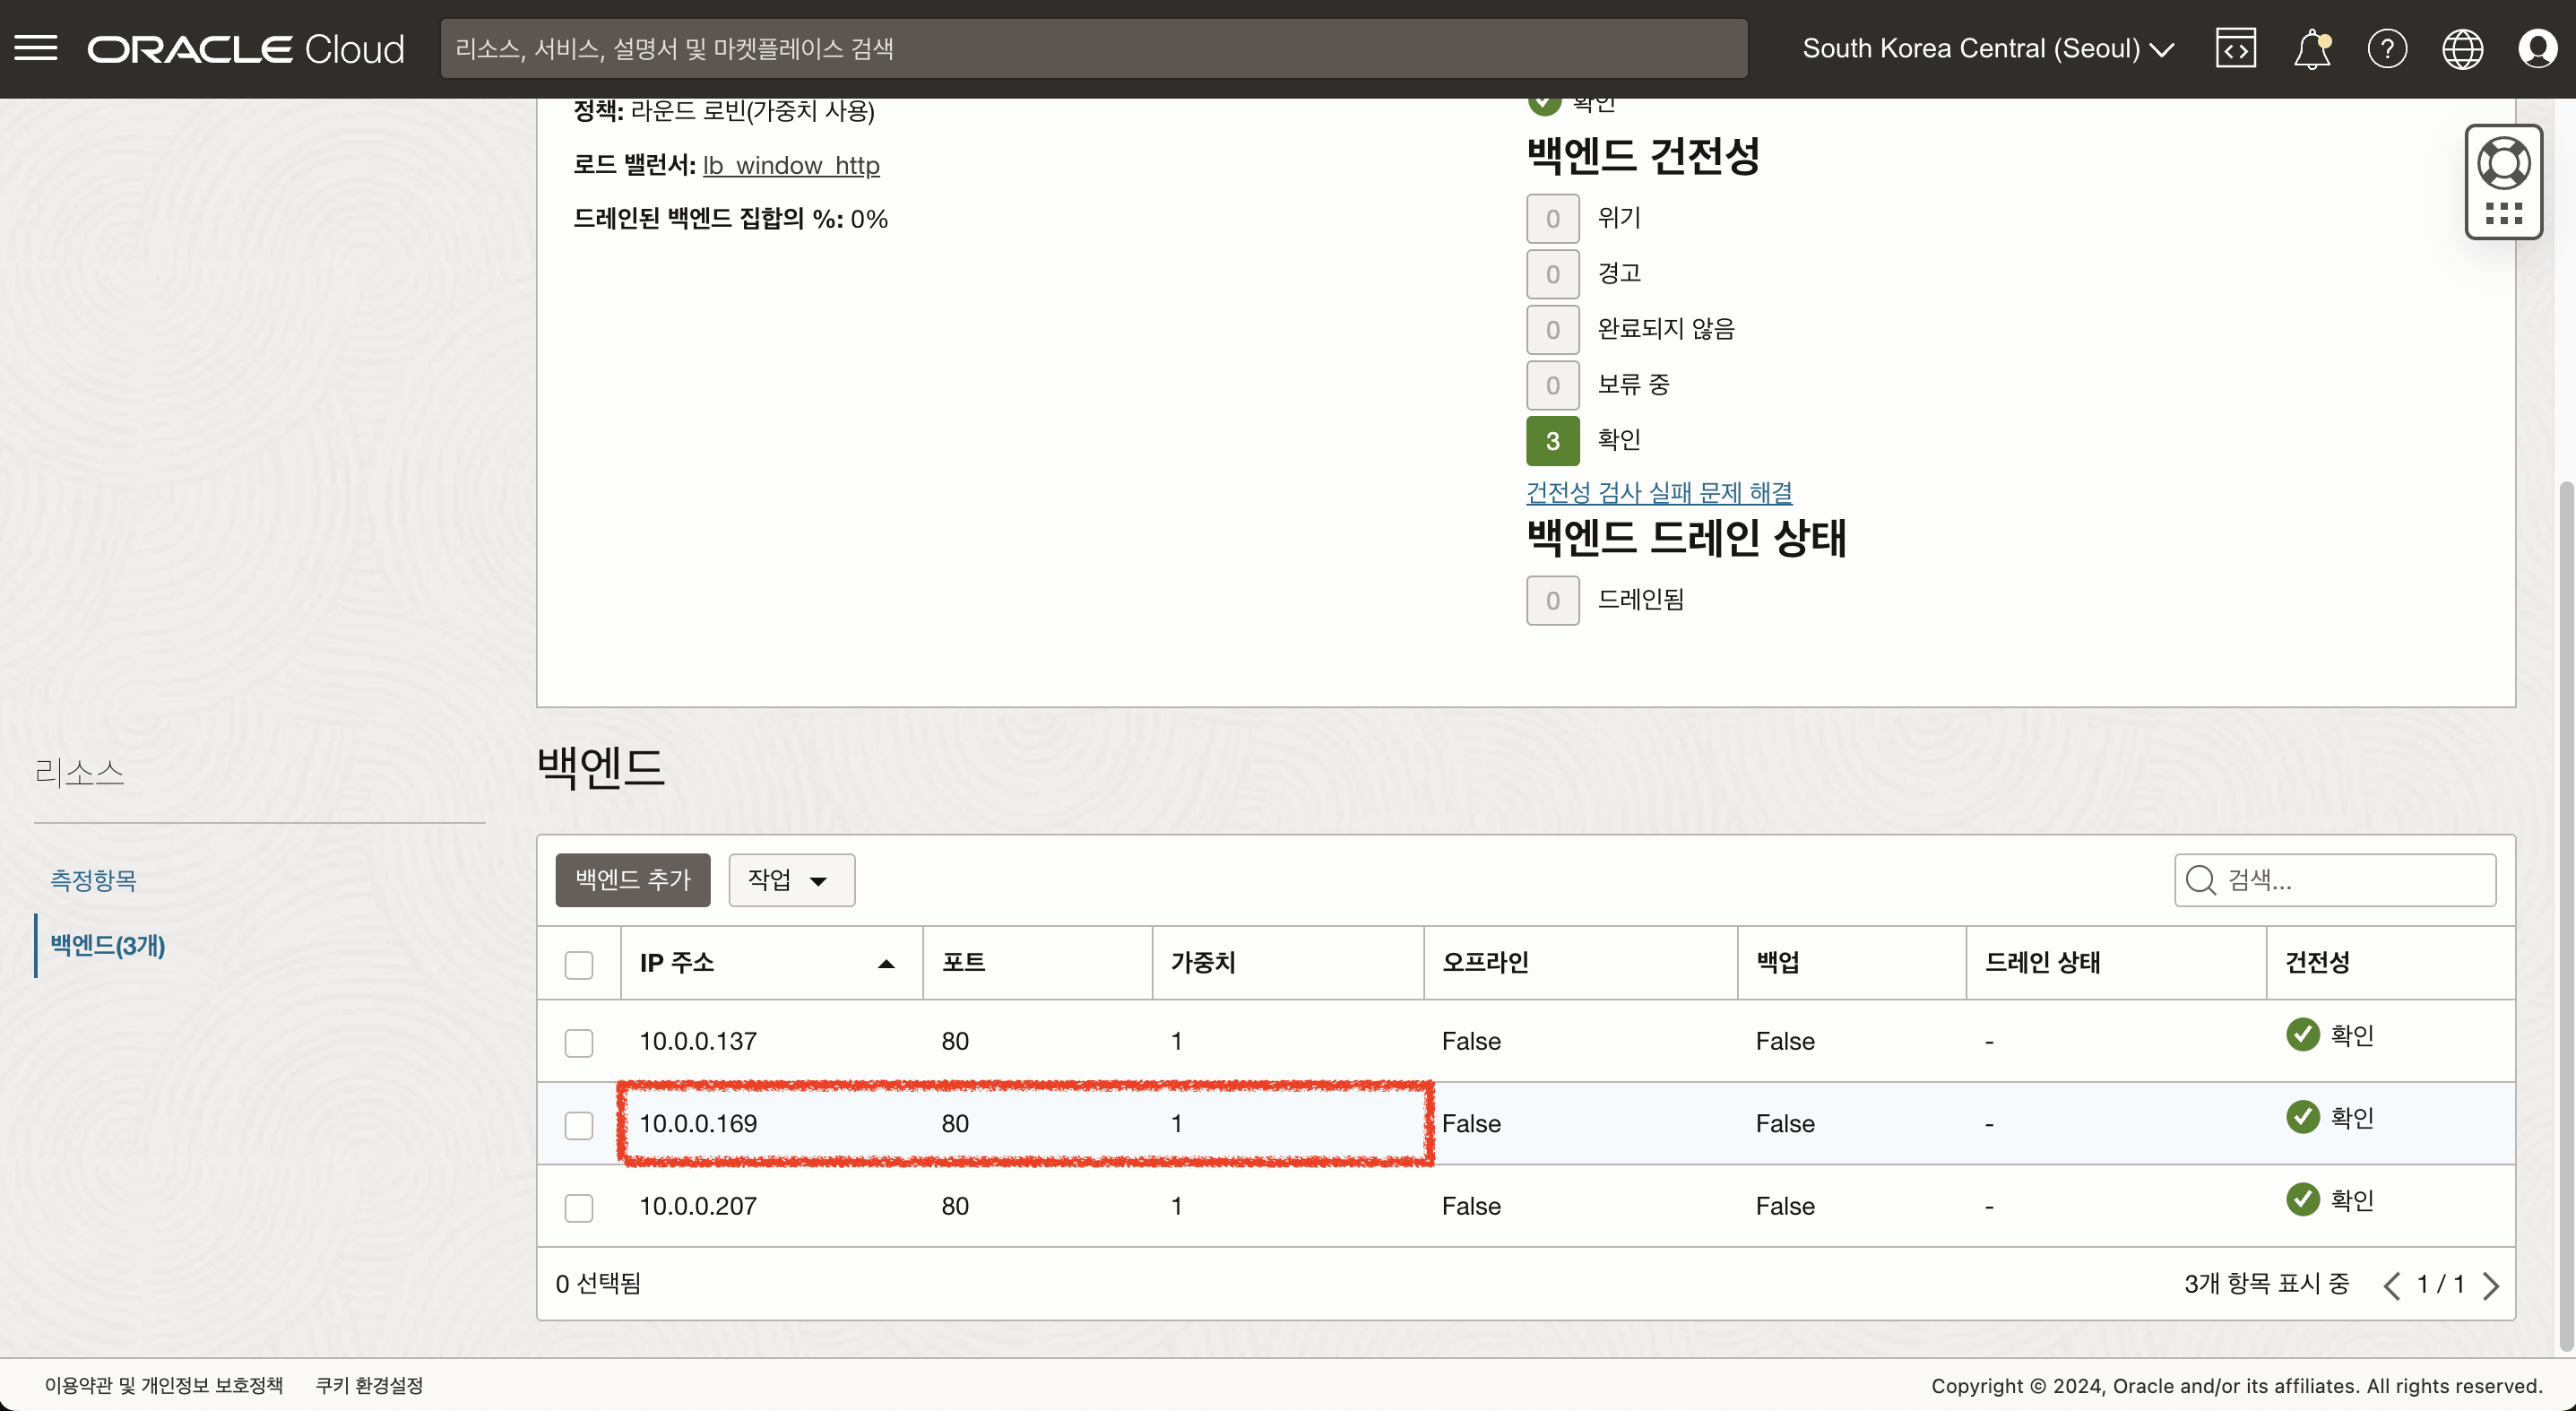 ORACLE Cloud
리소스, 서비스, 설명서 및 마켓플레이스 검색
South Korea Central (Seoul)
정책: 라운드 로빈(가중치 사용)
로드 밸런서: lb_window_http
드레인된 백엔드 집합의 %: 0%
확인
백엔드 건전성
0 위기
0 경고
0 완료되지 않음
0 보류 중
3 확인
건전성 검사 실패 문제 해결
백엔드 드레인 상태
0 드레인됨
리소스
측정항목
백엔드(3개)
백엔드
백엔드 추가 작업 검색...
IP 주소 포트 가중치 오프라인 백업 드레인 상태 건전성
10.0.0.137 80 1 False False - 확인
10.0.0.169 80 1 False False - 확인
10.0.0.207 80 1 False False - 확인
0 선택됨 3개 항목 표시 중 1 / 1
이용약관 및 개인정보 보호정책 쿠키 환경설정 Copyright © 2024, Oracle and/or its affiliates. All rights reserved.